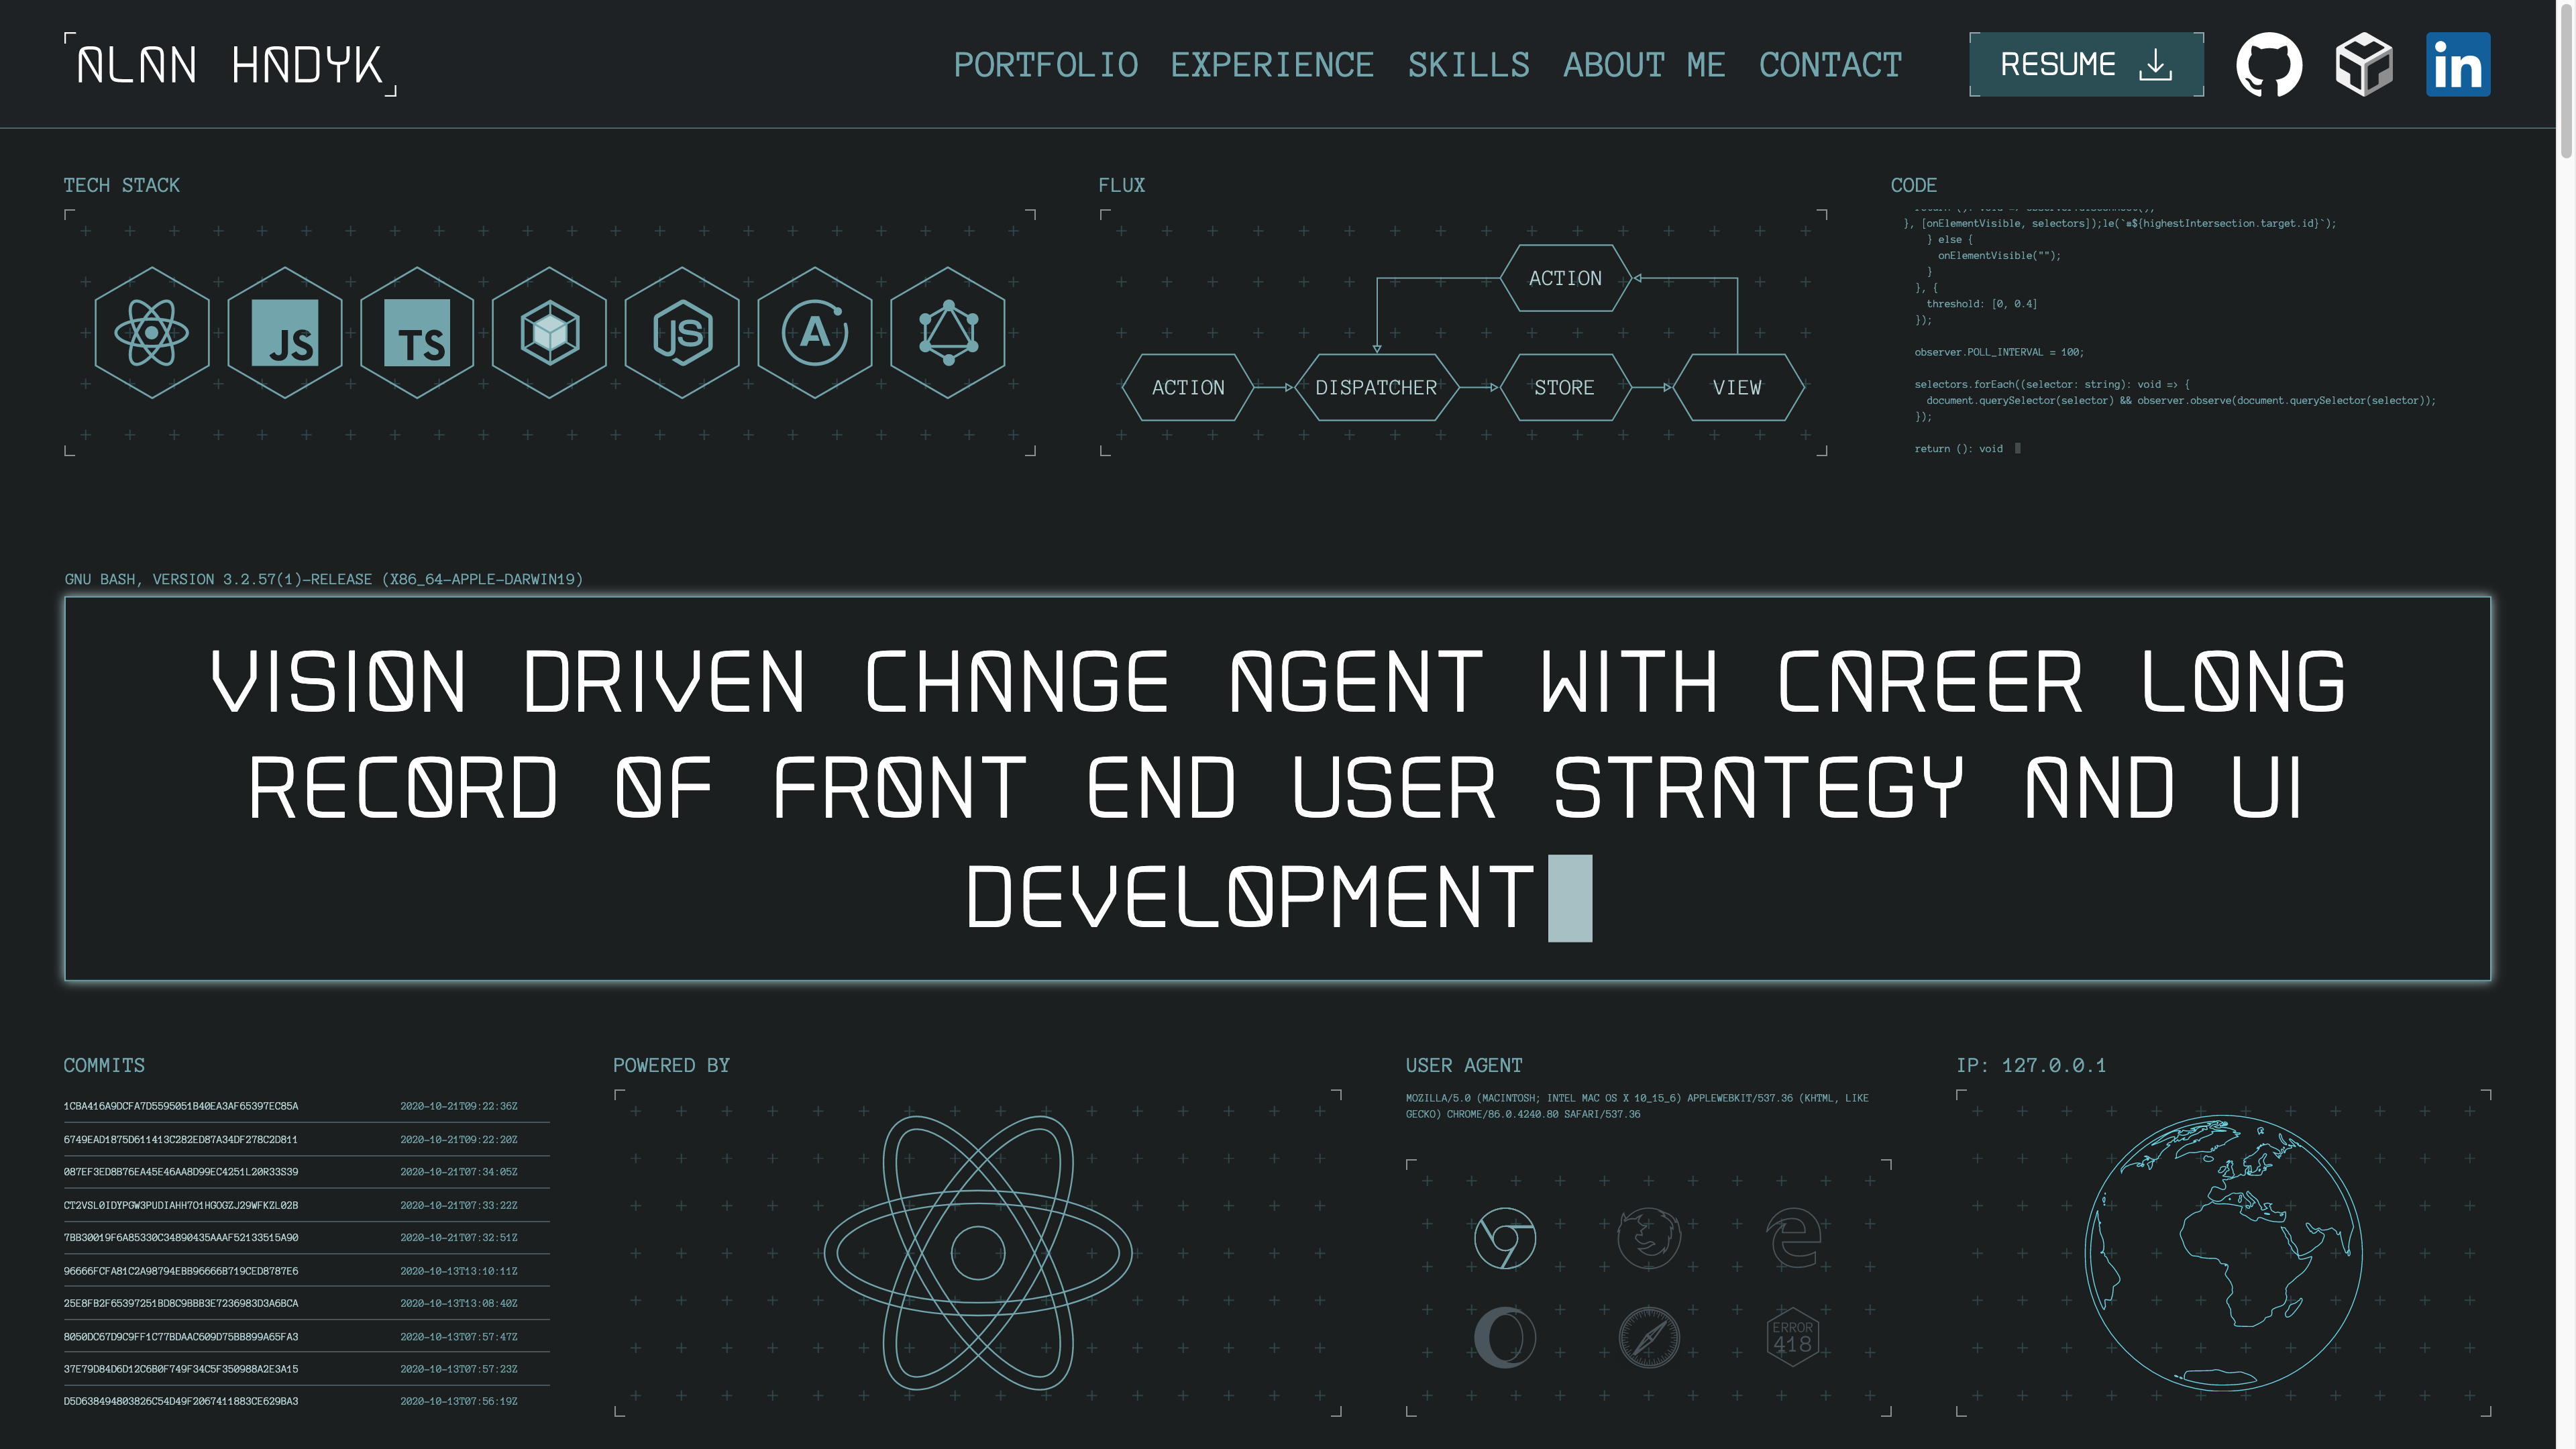 ALAN HADYK
PORTFOLIO EXPERIENCE SKILLS ABOUT ME CONTACT
RESUME
in
TECH STACK
JS
TS
JS
A
FLUX
ACTION
ACTION DISPATCHER STORE VIEW
CODE
}, [onElementVisible, selectors]);le(`#${highestIntersection.target.id}`);
} else {
onElementVisible("");
}
}, {
threshold: [0, 0.4]
});
observer.POLL_INTERVAL = 100;
selectors.forEach((selector: string): void => {
document.querySelector(selector) && observer.observe(document.querySelector(selector));
});
return (): void
GNU BASH, VERSION 3.2.57(1)-RELEASE (X86_64-APPLE-DARWIN19)
VISION DRIVEN CHANGE AGENT WITH CAREER LONG
RECORD OF FRONT END USER STRATEGY AND UI
DEVELOPMENT
COMMITS
1CBA416A9DCFA7D5595051B40EA3AF65397EC85A 2020-10-21T09:22:36Z
6749EAD1875D611413C282ED87A34DF278C2D811 2020-10-21T09:22:20Z
087EF3ED8B76EA45E46AA8D99EC4251L20R33S39 2020-10-21T07:34:05Z
CT2VSL0IDYPGW3PUDIAHH7O1HGOGZJ29WFKZL02B 2020-10-21T07:33:22Z
7BB30019F6A85330C34890435AAAF52133515A90 2020-10-21T07:32:51Z
96666FCFA81C2A98794EBB96666B719CED8787E6 2020-10-13T13:10:11Z
25E8FB2F65397251BD8C9BBB3E7236983D3A6BCA 2020-10-13T13:08:40Z
8050DC67D9C9FF1C77BDAAC609D75BB899A65FA3 2020-10-13T07:57:47Z
37E79D84D6D12C6B0F749F34C5F350988A2E3A15 2020-10-13T07:57:23Z
D5D638494803826C54D49F2067411883CE629BA3 2020-10-13T07:56:19Z
POWERED BY
USER AGENT
MOZILLA/5.0 (MACINTOSH; INTEL MAC OS X 10_15_6) APPLEWEBKIT/537.36 (KHTML, LIKE
GECKO) CHROME/86.0.4240.80 SAFARI/537.36
ERROR
418
IP: 127.0.0.1